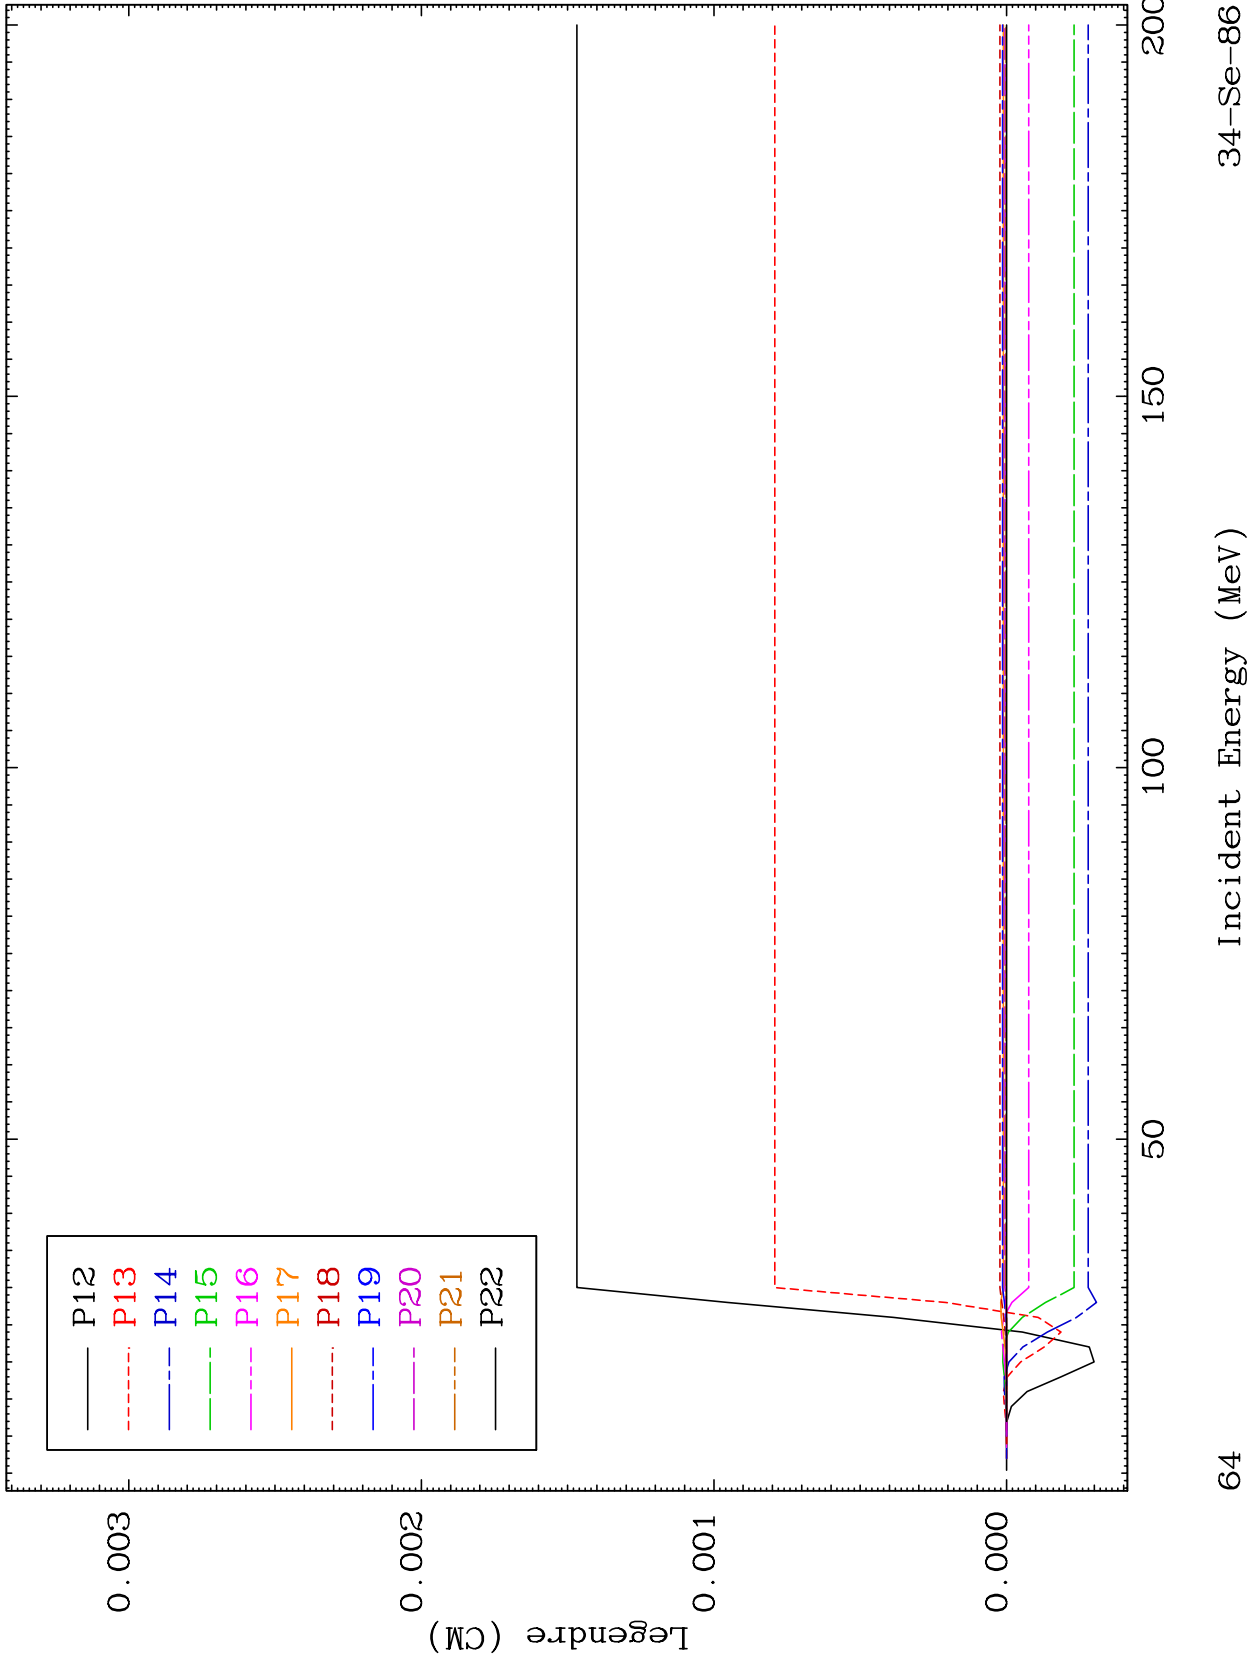 P12
P13
P14
P15
P16
P17
P18
P19
P20
P21
P22
Legendre (CM)
0.003
0.002
0.001
0.000
50
100
150
200
Incident Energy (MeV)
64
34-Se-86